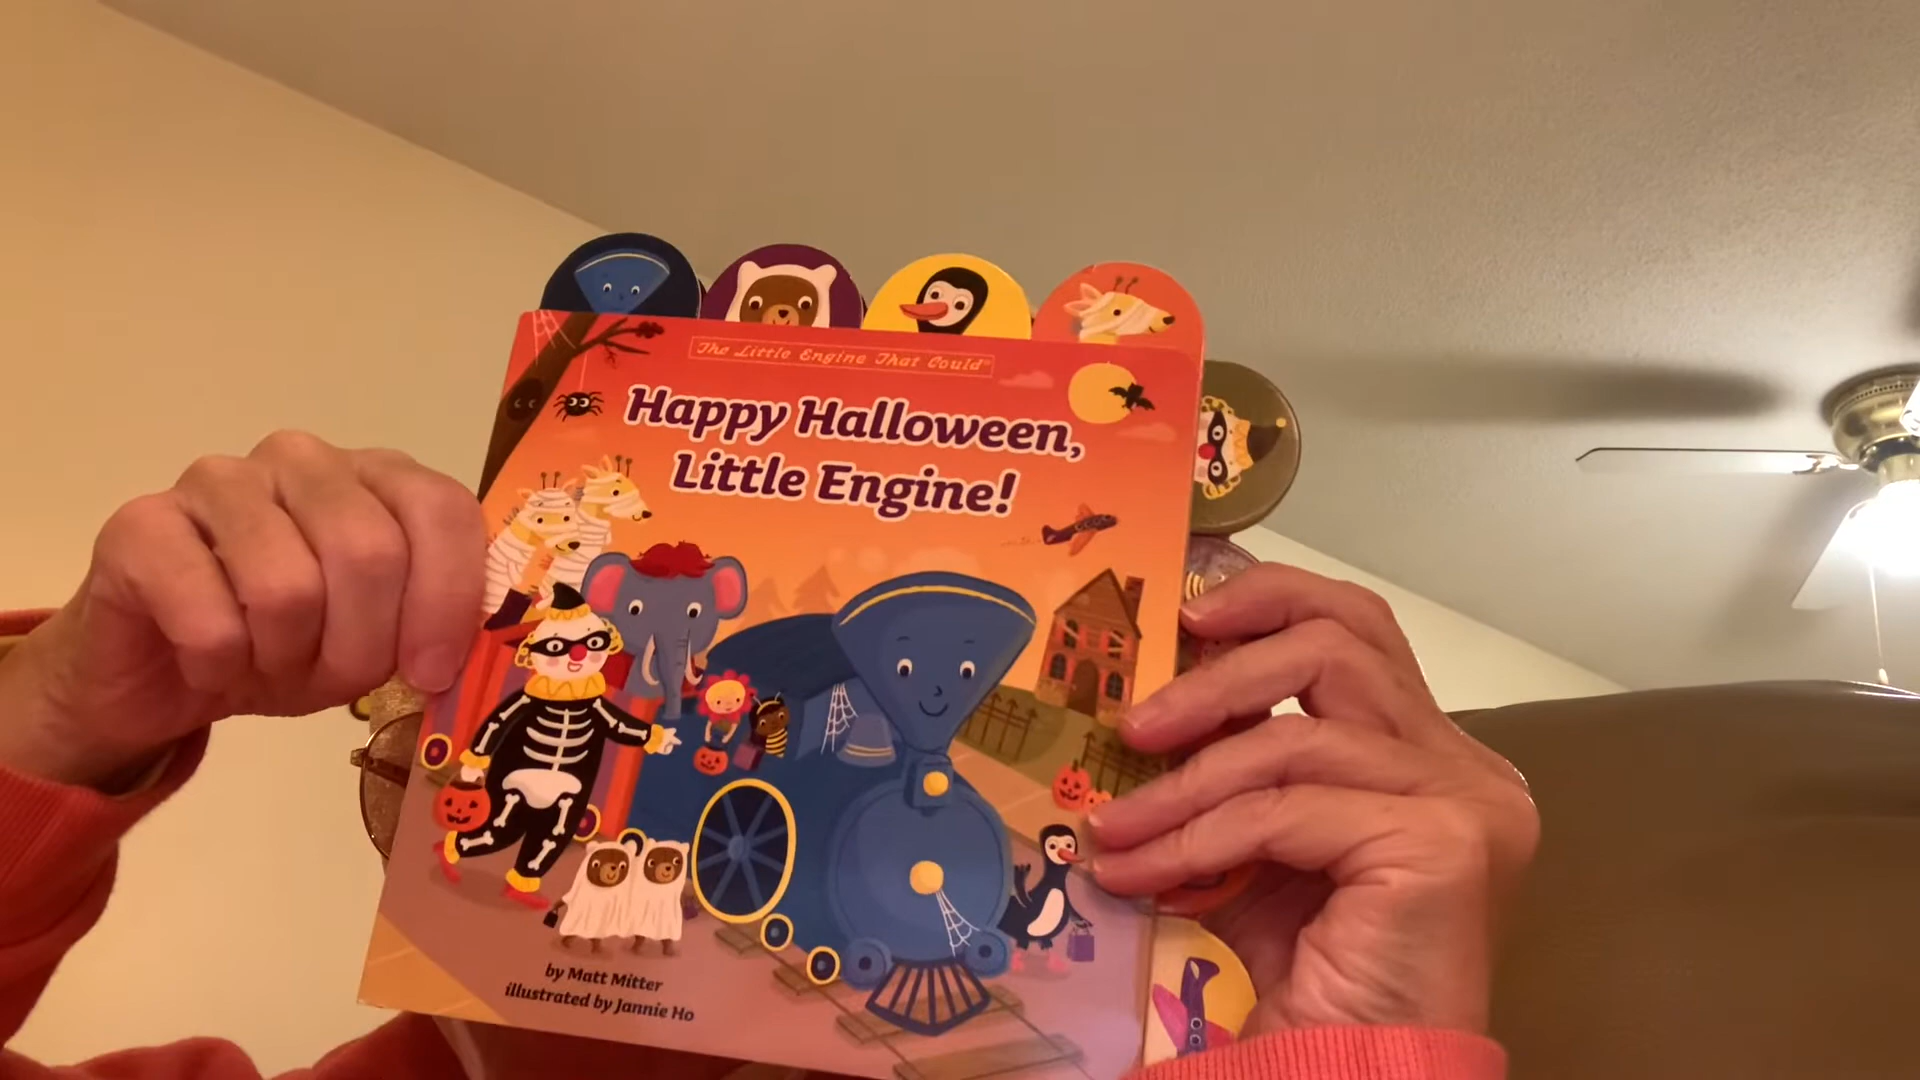 The Little Engine That Could®
Happy Halloween,
Little Engine!
by Matt Mitter
illustrated by Jannie Ho